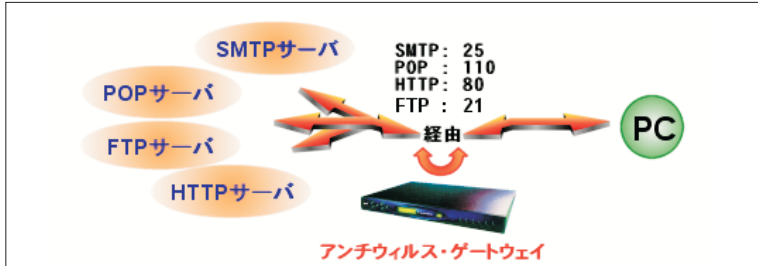 SMTPサーバ
POPサーバ
FTPサーバ
HTTPサーバ
SMTP: 25
POP : 110
HTTP: 80
FTP : 21
経由
PC
アンチウィルス・ゲートウェイ